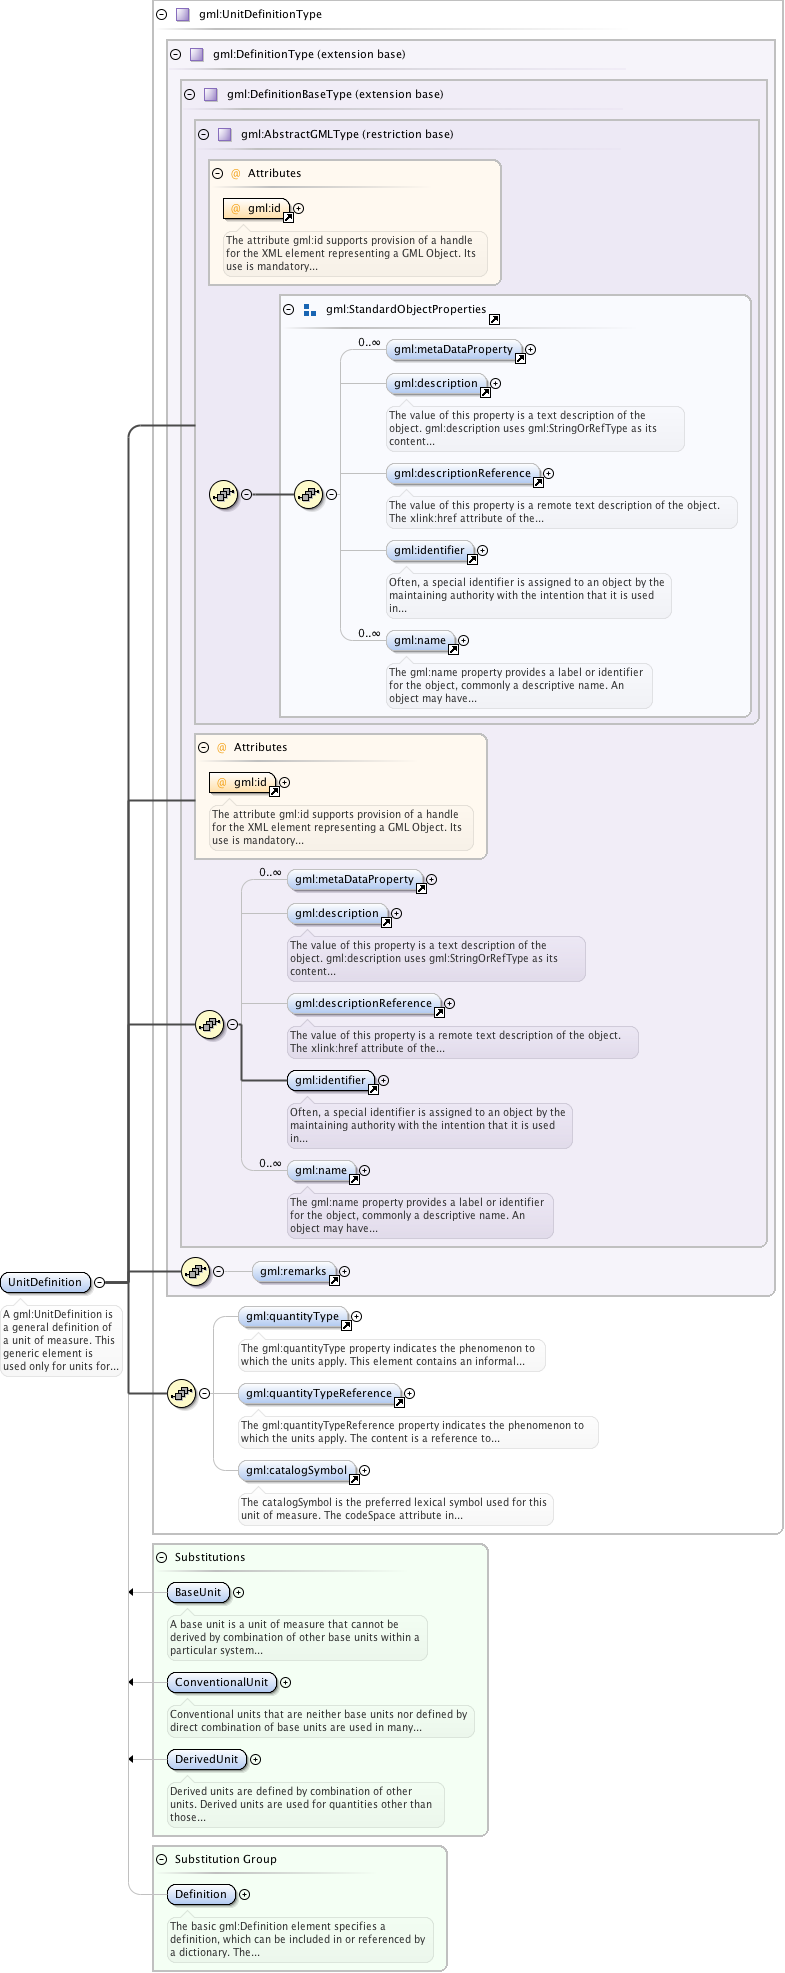 gml:UnitDefinitionType
gml:DefinitionType (extension base)
gml:DefinitionBaseType (extension base)
gml:AbstractGMLType (restriction base)
@ Attributes
@ gml:id
The attribute gml:id supports provision of a handle
for the XML element representing a GML Object. Its
use is mandatory...
gml:StandardObjectProperties
0..∞
gml:metaDataProperty
gml:description
The value of this property is a text description of the
object. gml:description uses gml:StringOrRefType as its
content...
gml:descriptionReference
The value of this property is a remote text description of the object.
The xlink:href attribute of the...
gml:identifier
Often, a special identifier is assigned to an object by the
maintaining authority with the intention that it is used
in...
0..∞
gml:name
The gml:name property provides a label or identifier
for the object, commonly a descriptive name. An
object may have...
@ Attributes
@ gml:id
The attribute gml:id supports provision of a handle
for the XML element representing a GML Object. Its
use is mandatory...
0..∞
gml:metaDataProperty
gml:description
The value of this property is a text description of the
object. gml:description uses gml:StringOrRefType as its
content...
gml:descriptionReference
The value of this property is a remote text description of the object.
The xlink:href attribute of the...
gml:identifier
Often, a special identifier is assigned to an object by the
maintaining authority with the intention that it is used
in...
0..∞
gml:name
The gml:name property provides a label or identifier
for the object, commonly a descriptive name. An
object may have...
gml:remarks
UnitDefinition
A gml:UnitDefinition is
a general definition of
a unit of measure. This
generic element is
used only for units for...
gml:quantityType
The gml:quantityType property indicates the phenomenon to
which the units apply. This element contains an informal...
gml:quantityTypeReference
The gml:quantityTypeReference property indicates the phenomenon to
which the units apply. The content is a reference to...
gml:catalogSymbol
The catalogSymbol is the preferred lexical symbol used for this
unit of measure. The codeSpace attribute in...
Substitutions
BaseUnit
A base unit is a unit of measure that cannot be
derived by combination of other base units within a
particular system...
ConventionalUnit
Conventional units that are neither base units nor defined by
direct combination of base units are used in many...
DerivedUnit
Derived units are defined by combination of other
units. Derived units are used for quantities other than
those...
Substitution Group
Definition
The basic gml:Definition element specifies a
definition, which can be included in or referenced by
a dictionary. The...